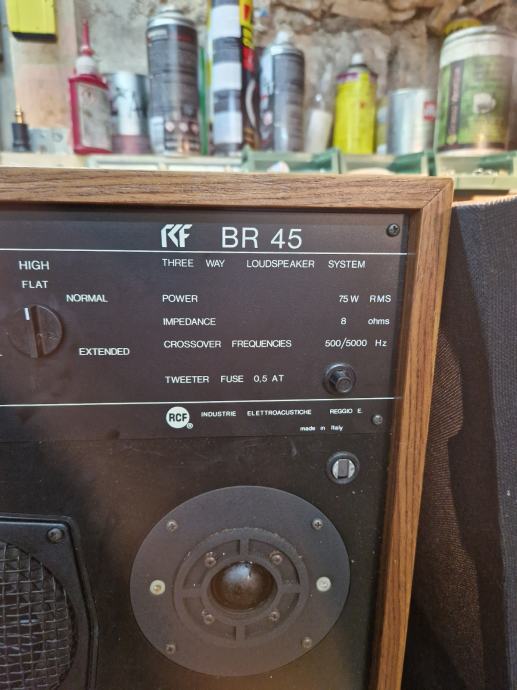 RCF BR 45
THREE WAY LOUDSPEAKER SYSTEM
HIGH
FLAT
NORMAL
EXTENDED
POWER 75 W RMS
IMPEDANCE 8 ohms
CROSSOVER FREQUENCIES 500/5000 Hz
TWEETER FUSE 0,5 AT
RCF® INDUSTRIE ELETTROACUSTICHE REGGIO E.
made in Italy